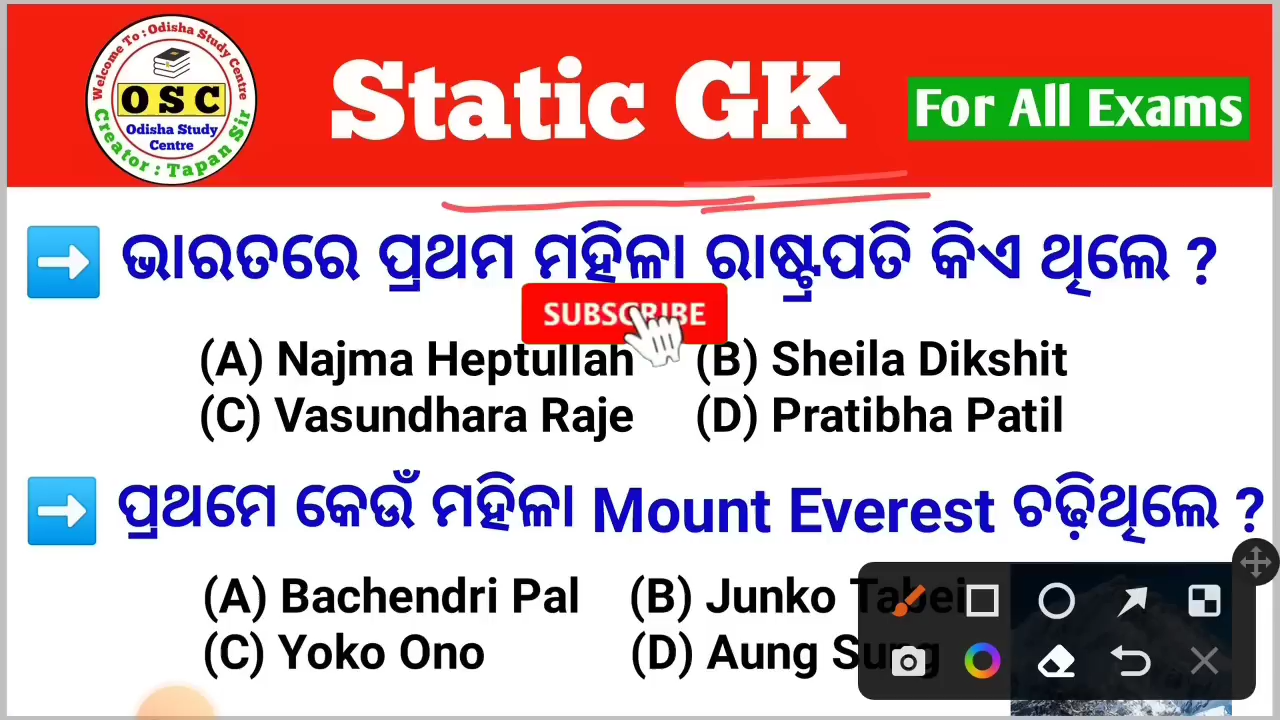 Welcome To : Odisha Study Centre
OSC
Odisha Study
Centre
Creator : Tapan Sir
Static GK
For All Exams
ଭାରତରେ ପ୍ରଥମ ମହିଳା ରାଷ୍ଟ୍ରପତି କିଏ ଥିଲେ ?
SUBSCRIBE
(A) Najma Heptullah (B) Sheila Dikshit
(C) Vasundhara Raje (D) Pratibha Patil
ପ୍ରଥମେ କେଉଁ ମହିଳା Mount Everest ଚଢ଼ିଥିଲେ ?
(A) Bachendri Pal (B) Junko Tabei
(C) Yoko Ono (D) Aung Sung